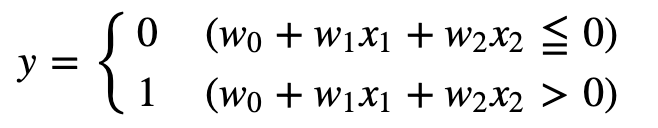 y = { 0 (w₀ + w₁x₁ + w₂x₂ ≦ 0)
1 (w₀ + w₁x₁ + w₂x₂ > 0)